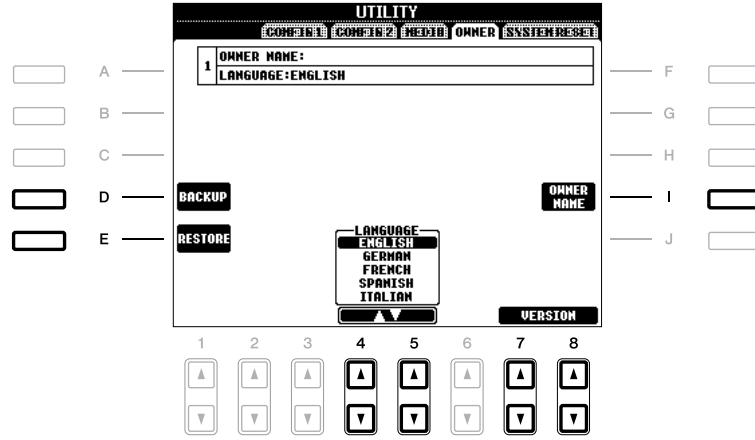 UTILITY
CONFIG 1 CONFIG 2 MEDIA OWNER SYSTEM RESET
1 OWNER NAME:
LANGUAGE:ENGLISH
A F
B G
C H
D BACKUP OWNER NAME I
E RESTORE J
LANGUAGE
ENGLISH
GERMAN
FRENCH
SPANISH
ITALIAN
VERSION
1 2 3 4 5 6 7 8